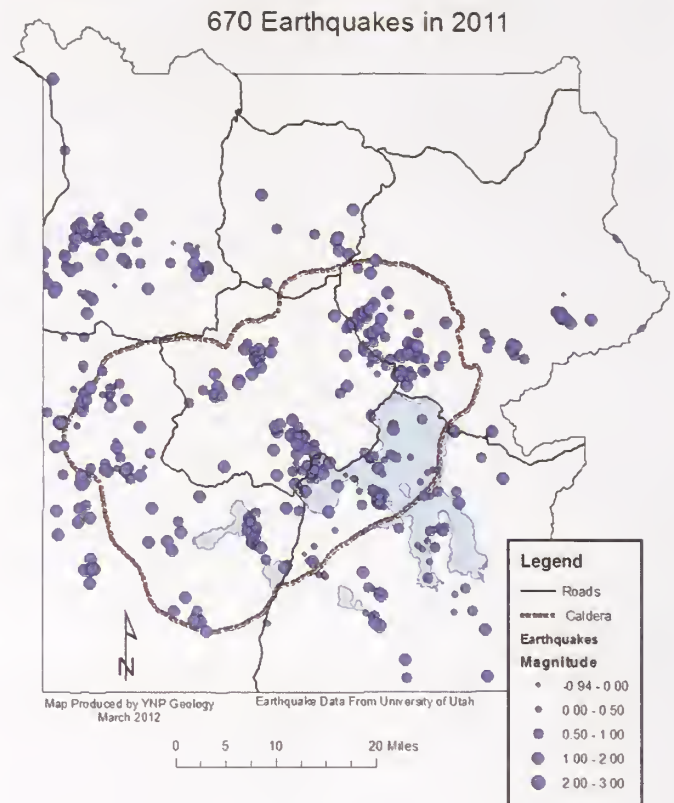 670 Earthquakes in 2011
N
Map Produced by YNP Geology
March 2012
Earthquake Data From University of Utah
0 5 10 20 Miles
Legend
Roads
Caldera
Earthquakes
Magnitude
-0 94 - 0 00
0 00 - 0 50
0 50 - 1 00
1 00 - 2 00
2 00 - 3 00